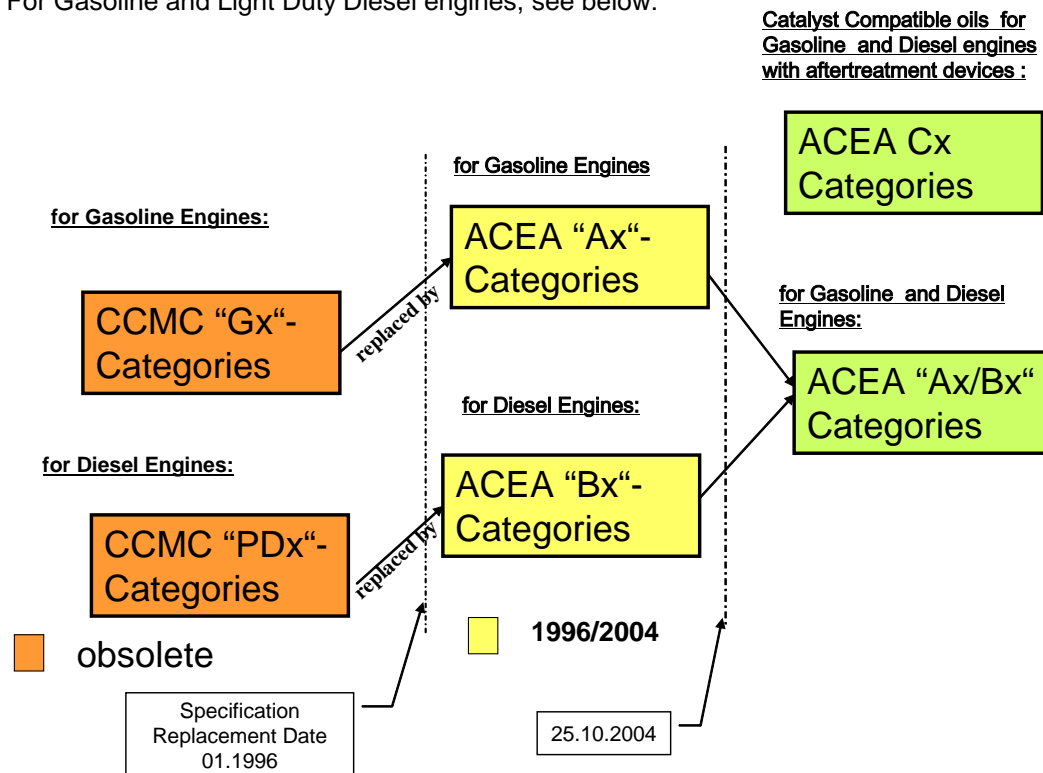 For Gasoline and Light Duty Diesel engines, see below.
Catalyst Compatible oils for
Gasoline and Diesel engines
with aftertreatment devices :
ACEA Cx
Categories
for Gasoline Engines
for Gasoline Engines:
ACEA “Ax“-
Categories
CCMC “Gx“-
Categories
replaced by
for Gasoline and Diesel
Engines:
ACEA “Ax/Bx“
Categories
for Diesel Engines:
for Diesel Engines:
ACEA “Bx“-
Categories
CCMC “PDx“-
Categories
replaced by
obsolete
1996/2004
Specification
Replacement Date
01.1996
25.10.2004